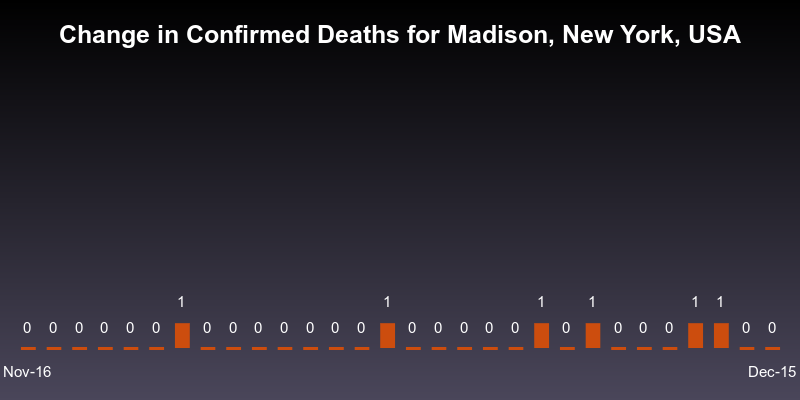 Change in Confirmed Deaths for Madison, New York, USA
1 1 1 1 1 1
0 0 0 0 0 0 0 0 0 0 0 0 0 0 0 0 0 0 0 0 0 0 0 0
Nov-16 Dec-15